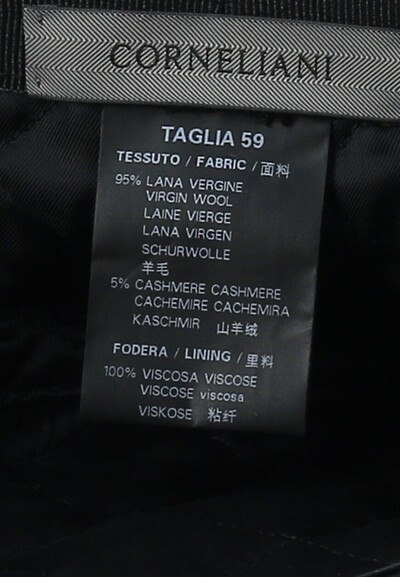 CORNELIANI
TAGLIA 59
TESSUTO / FABRIC / 面料
95% LANA VERGINE
VIRGIN WOOL
LAINE VIERGE
LANA VIRGEN
SCHURWOLLE
羊毛
5% CASHMERE CASHMERE
CACHEMIRE CACHEMIRA
KASCHMIR 山羊绒
FODERA / LINING / 里料
100% VISCOSA VISCOSE
VISCOSE viscosa
VISKOSE 粘纤